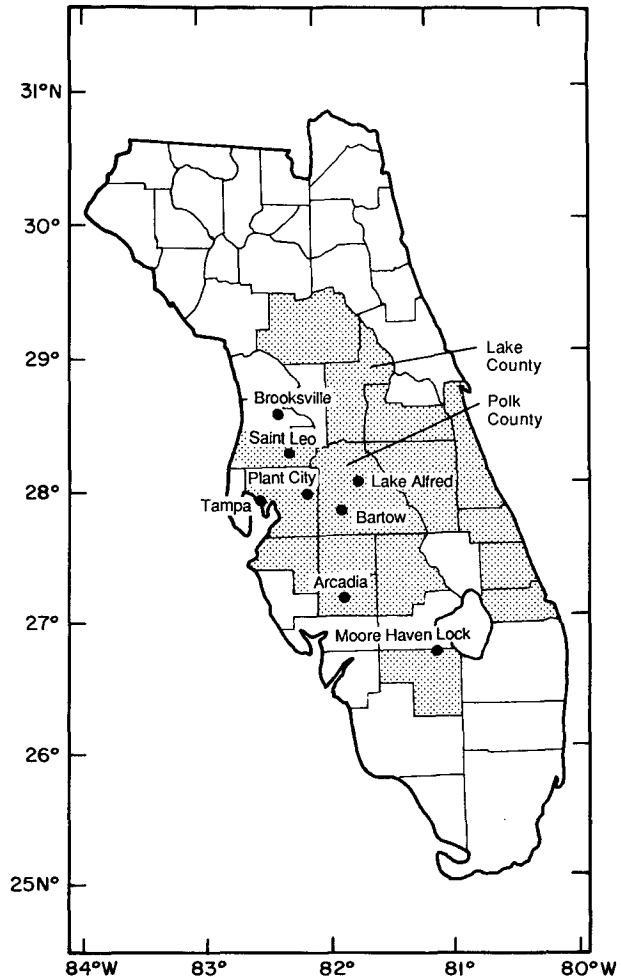 31°N
30°
29°
28°
27°
26°
25N°
84°W
83°
82°
81°
80°W
Lake
County
Polk
County
Brooksville
Saint Leo
Plant City
Lake Alfred
Tampa
Bartow
Arcadia
Moore Haven Lock